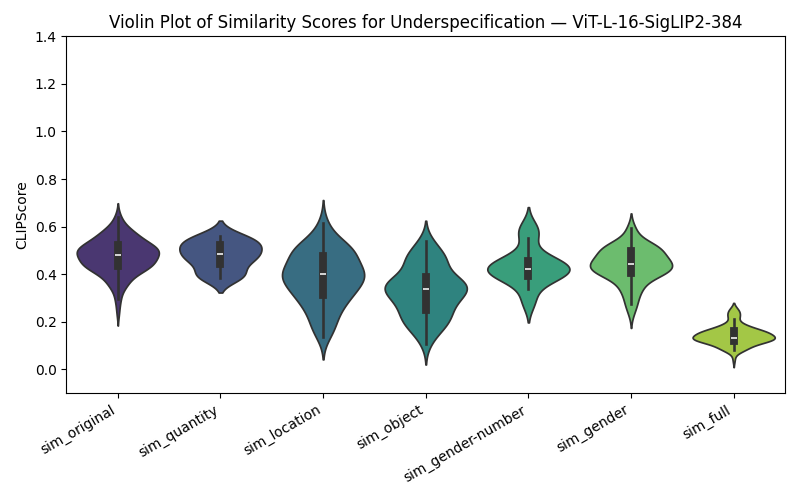 Violin Plot of Similarity Scores for Underspecification — ViT-L-16-SigLIP2-384
1.4
1.2
1.0
0.8
0.6
0.4
0.2
0.0
CLIPScore
sim_original
sim_quantity
sim_location
sim_object
sim_gender-number
sim_gender
sim_full